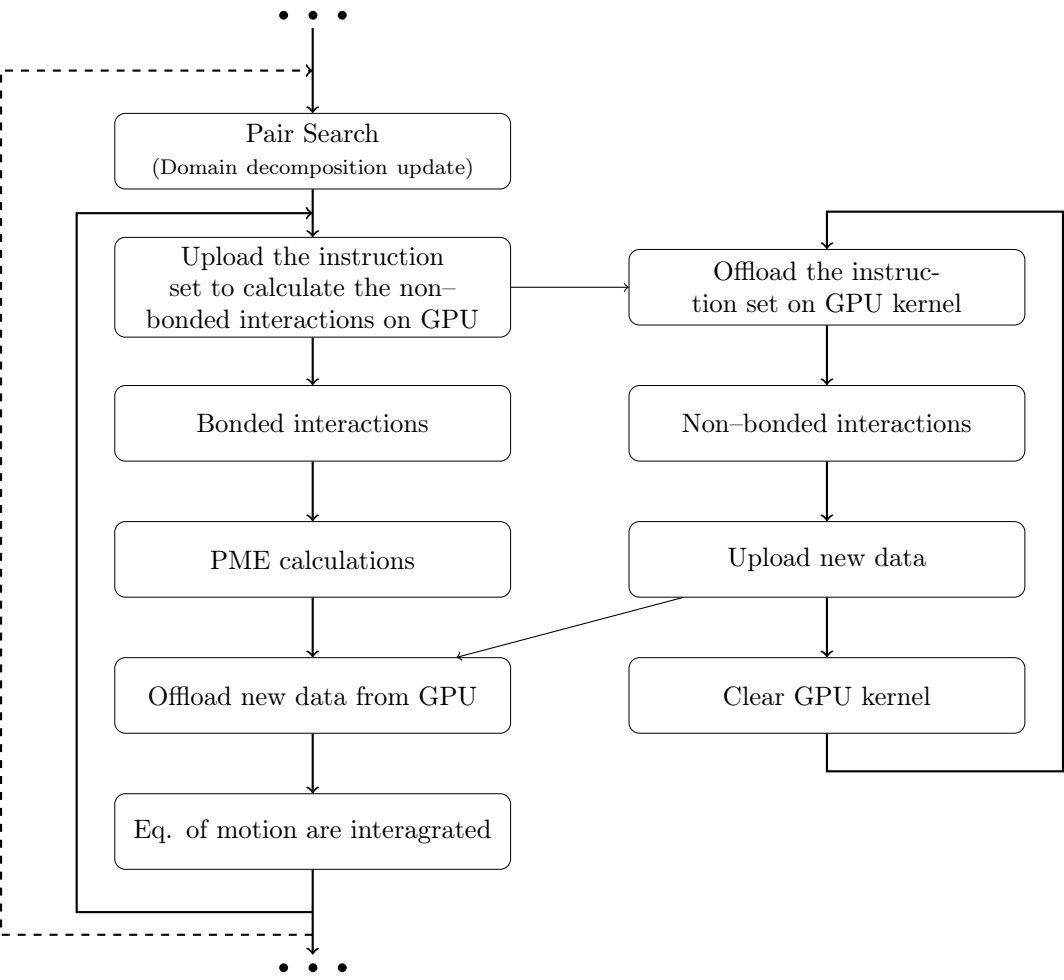 • • •
Pair Search
(Domain decomposition update)
Upload the instruction
set to calculate the non–
bonded interactions on GPU
Offload the instruc-
tion set on GPU kernel
Bonded interactions
Non–bonded interactions
PME calculations
Upload new data
Offload new data from GPU
Clear GPU kernel
Eq. of motion are interagrated
• • •